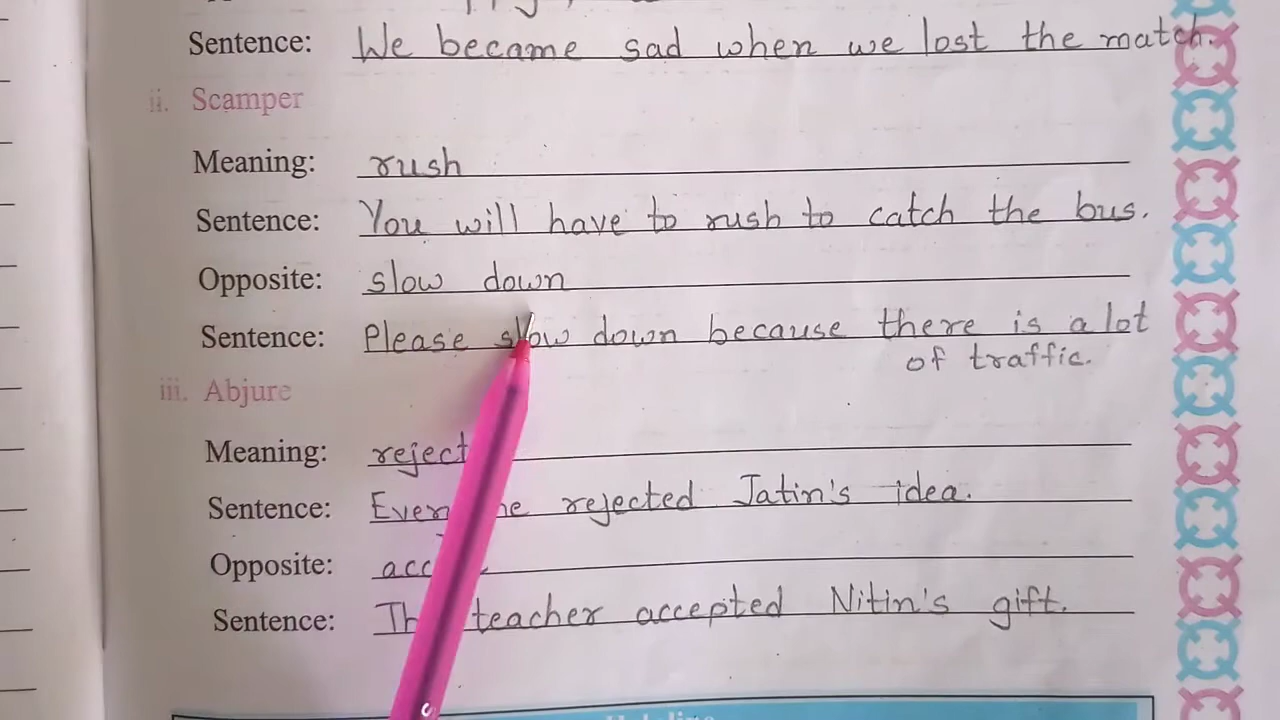 Sentence: We became sad when we lost the match.
ii. Scamper
Meaning: rush
Sentence: You will have to rush to catch the bus.
Opposite: slow down
Sentence: Please slow down because there is a lot
of traffic.
iii. Abjure
Meaning: reject
Sentence: rejected Jatin's idea.
Opposite:
Sentence: teacher accepted Nitin's gift.